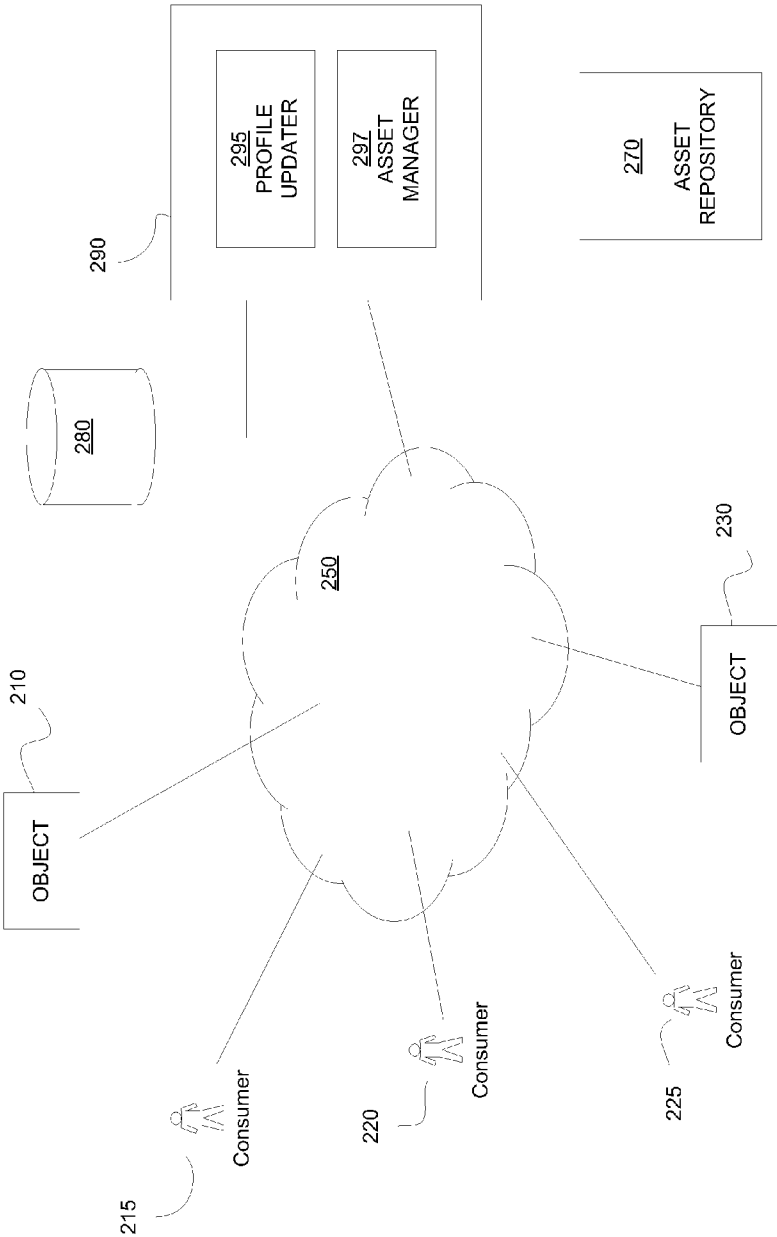 210
OBJECT
215
Consumer
220
Consumer
225
Consumer
250
230
OBJECT
280
290
295
PROFILE
UPDATER
297
ASSET
MANAGER
270
ASSET
REPOSITORY